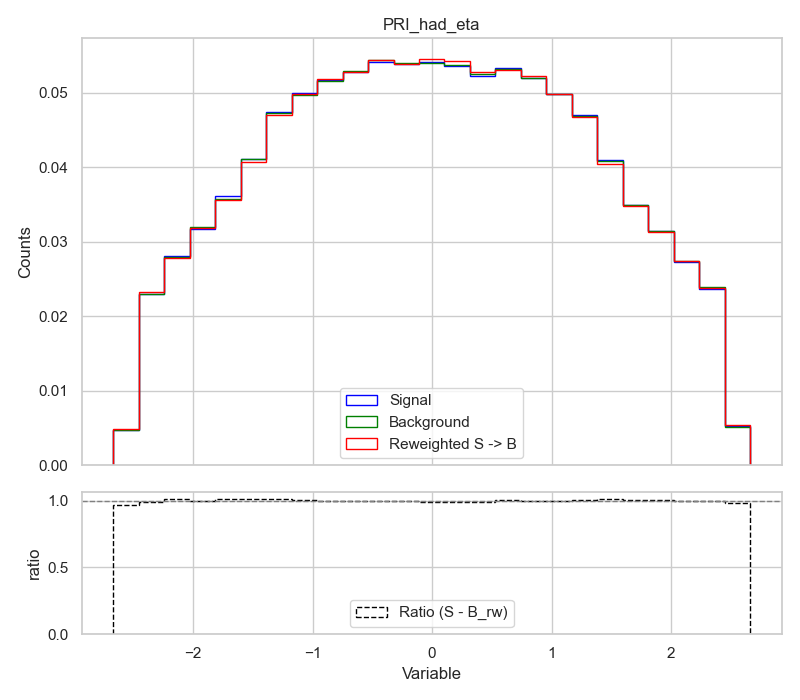 PRI_had_eta
Counts
0.05
0.04
0.03
0.02
0.01
0.00
Signal
Background
Reweighted S -> B
ratio
1.0
0.5
0.0
Ratio (S - B_rw)
−2
−1
0
1
2
Variable